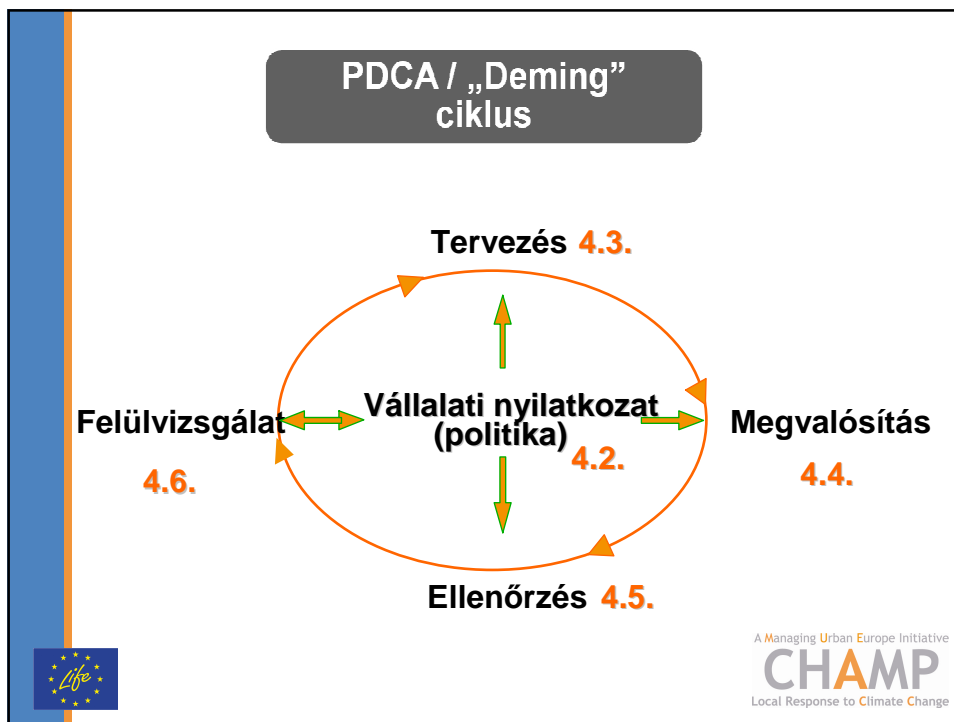 PDCA / „Deming”
ciklus
Tervezés 4.3.
Felülvizsgálat
4.6.
Vállalati nyilatkozat
(politika) 4.2.
Megvalósítás
4.4.
Ellenőrzés 4.5.
Life
A Managing Urban Europe Initiative
CHAMP
Local Response to Climate Change